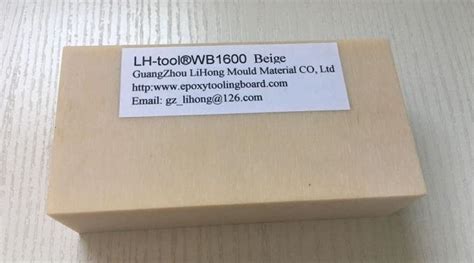 LH-tool®WB1600 Beige
GuangZhou LiHong Mould Material CO, Ltd
http:www.epoxytoolingboard.com
Email: gz_lihong@126.com